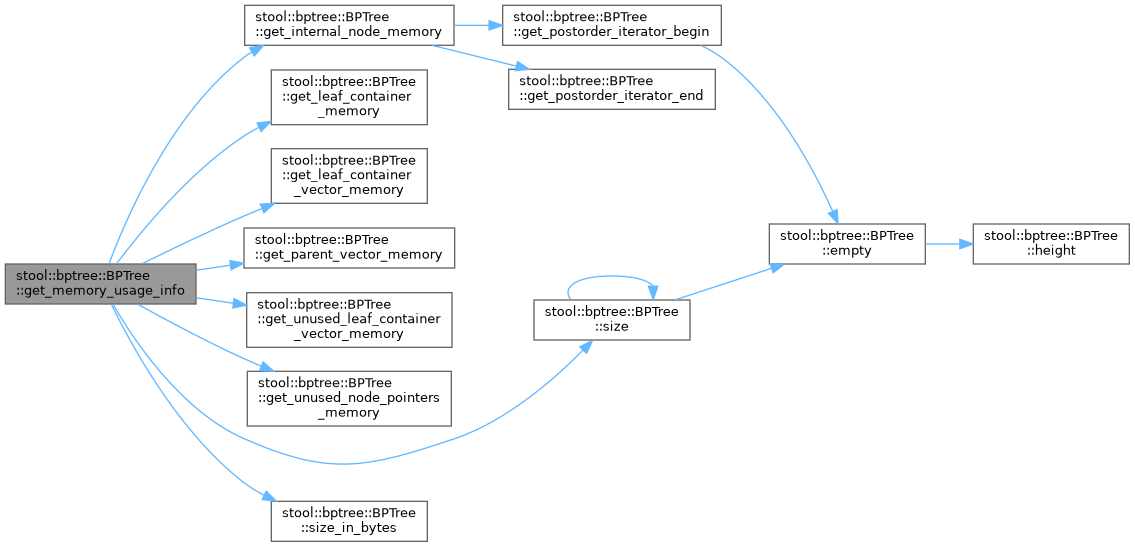 stool::bptree::BPTree
::get_memory_usage_info
stool::bptree::BPTree
::get_internal_node_memory
stool::bptree::BPTree
::get_postorder_iterator_begin
stool::bptree::BPTree
::get_postorder_iterator_end
stool::bptree::BPTree
::get_leaf_container
_memory
stool::bptree::BPTree
::get_leaf_container
_vector_memory
stool::bptree::BPTree
::get_parent_vector_memory
stool::bptree::BPTree
::get_unused_leaf_container
_vector_memory
stool::bptree::BPTree
::get_unused_node_pointers
_memory
stool::bptree::BPTree
::size
stool::bptree::BPTree
::empty
stool::bptree::BPTree
::height
stool::bptree::BPTree
::size_in_bytes